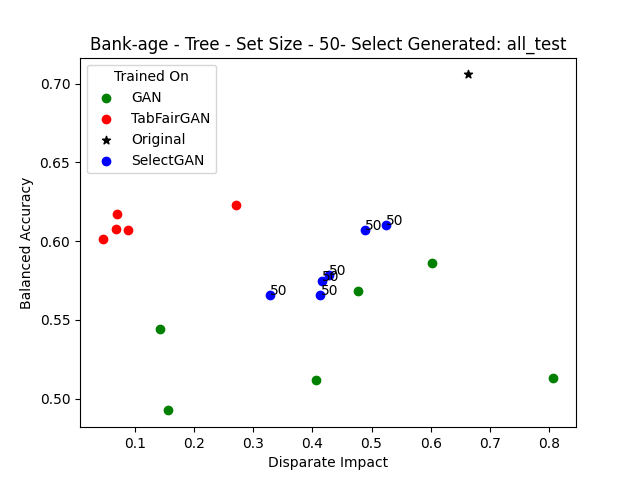 Bank-age - Tree - Set Size - 50- Select Generated: all_test
Trained On
GAN
TabFairGAN
Original
SelectGAN
Balanced Accuracy
0.70
0.65
0.60
0.55
0.50
50
50
50
50
50
50
0.1
0.2
0.3
0.4
0.5
0.6
0.7
0.8
Disparate Impact